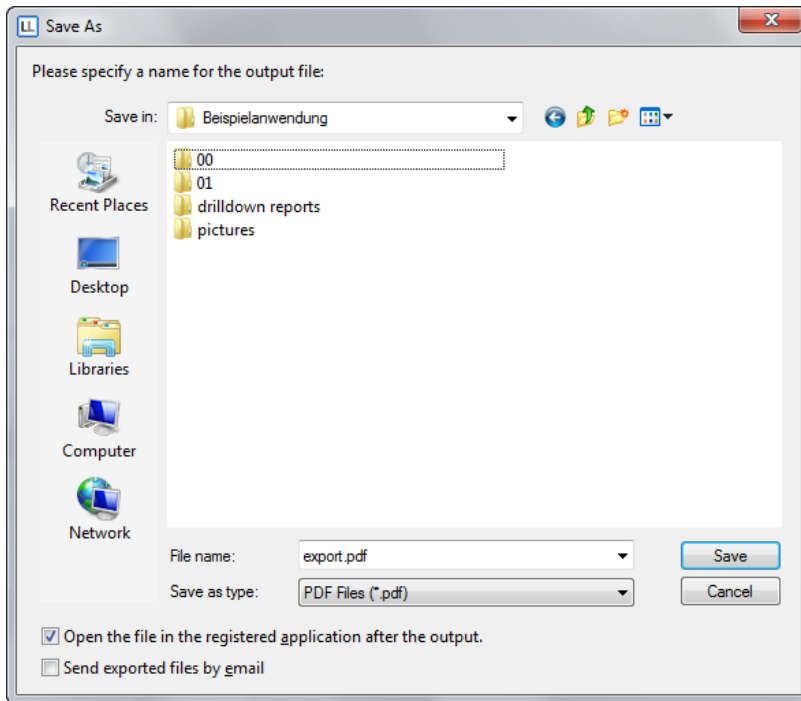 LL Save As
Please specify a name for the output file:
Save in: Beispielanwendung
00
01
drilldown reports
pictures
Recent Places
Desktop
Libraries
Computer
Network
File name: export.pdf Save
Save as type: PDF Files (*.pdf) Cancel
Open the file in the registered application after the output.
Send exported files by email